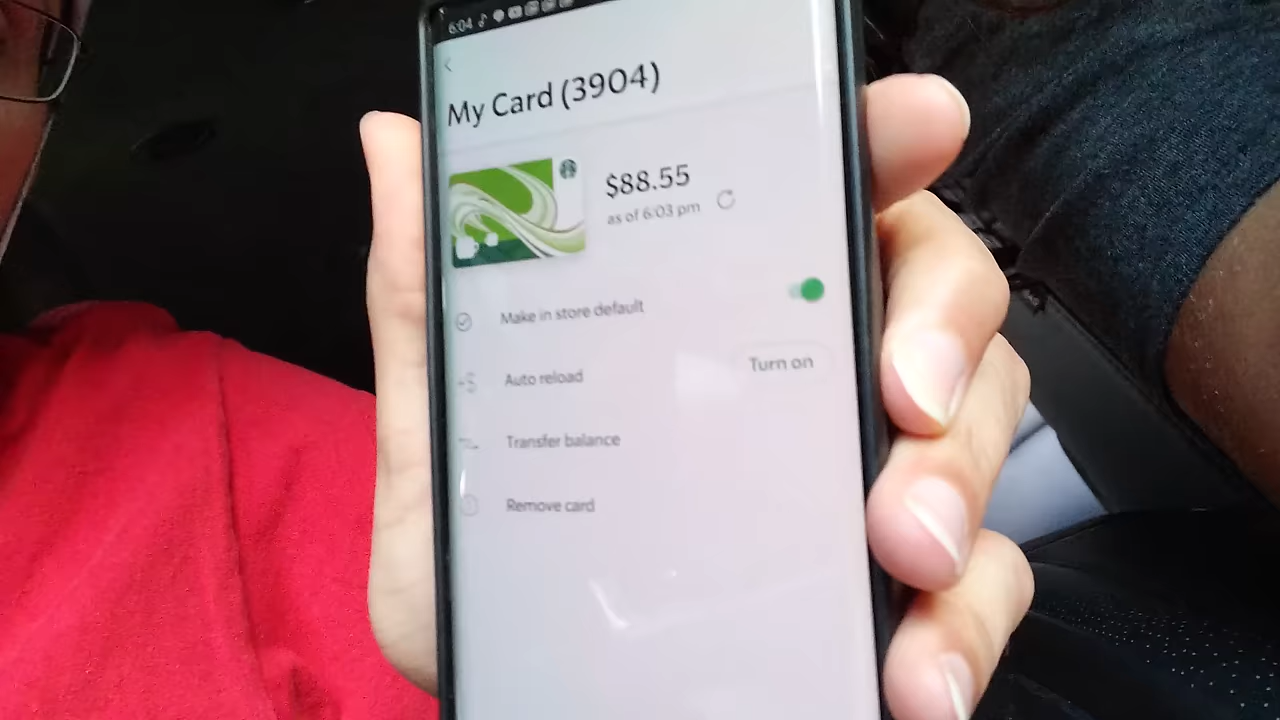 6:04
My Card (3904)
$88.55
as of 6:03 pm
Make in store default
Auto reload
Turn on
Transfer balance
Remove card